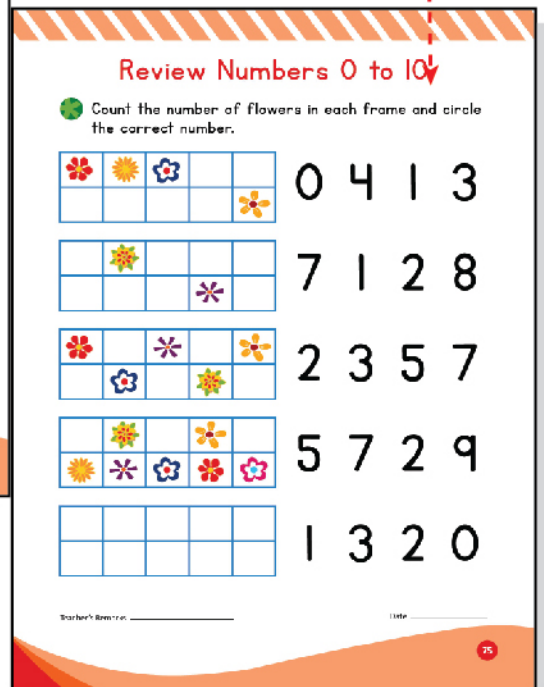 Review Numbers 0 to 10
Count the number of flowers in each frame and circle
the correct number.
0 4 1 3
7 1 2 8
2 3 5 7
5 7 2 9
1 3 2 0
Teacher's Remarks Date
75